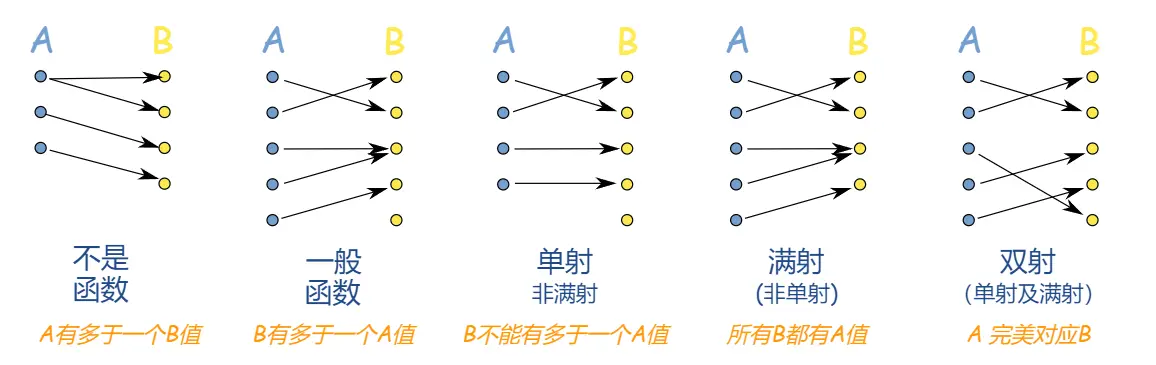 A B A B A B A B A B
不是 一般 单射 满射 双射
函数 函数 非满射 (非单射) (单射及满射)
A有多于一个B值 B有多于一个A值 B不能有多于一个A值 所有B都有A值 A 完美对应B